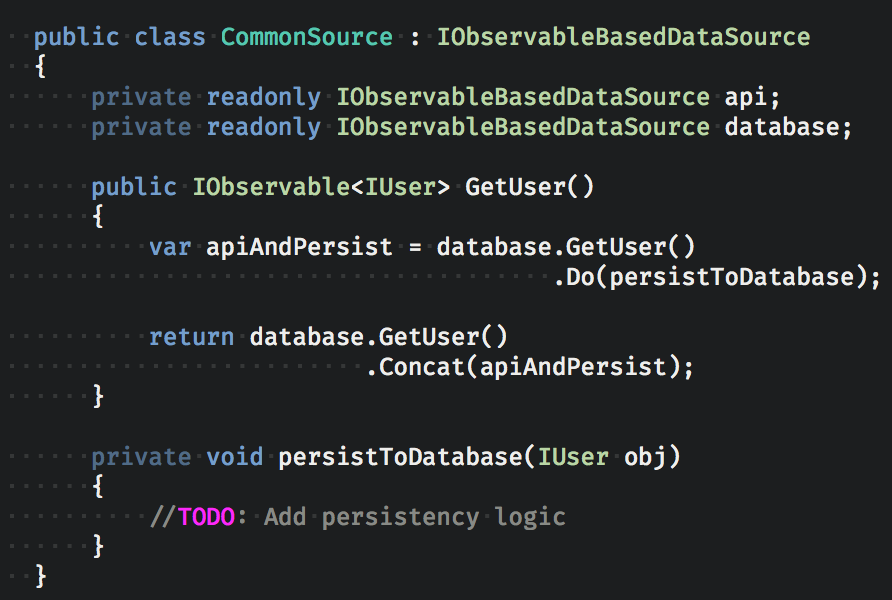 public class CommonSource : IObservableBasedDataSource
{
private readonly IObservableBasedDataSource api;
private readonly IObservableBasedDataSource database;
public IObservable<IUser> GetUser()
{
var apiAndPersist = database.GetUser()
.Do(persistToDatabase);
return database.GetUser()
.Concat(apiAndPersist);
}
private void persistToDatabase(IUser obj)
{
//TODO: Add persistency logic
}
}